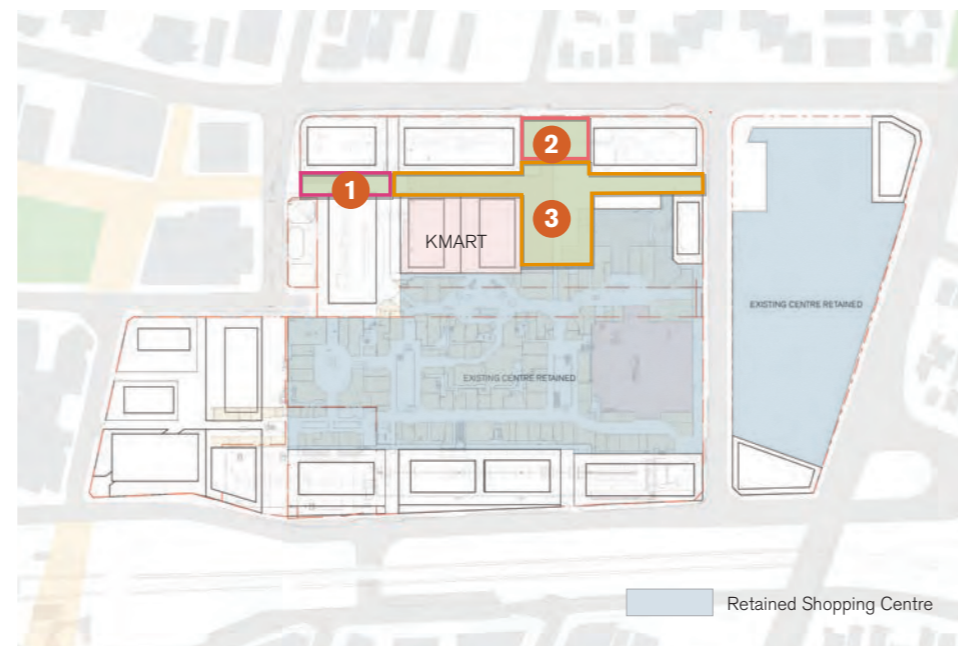 2
1
3
KMART
EXISTING CENTRE RETAINED
EXISTING CENTRE RETAINED
Retained Shopping Centre